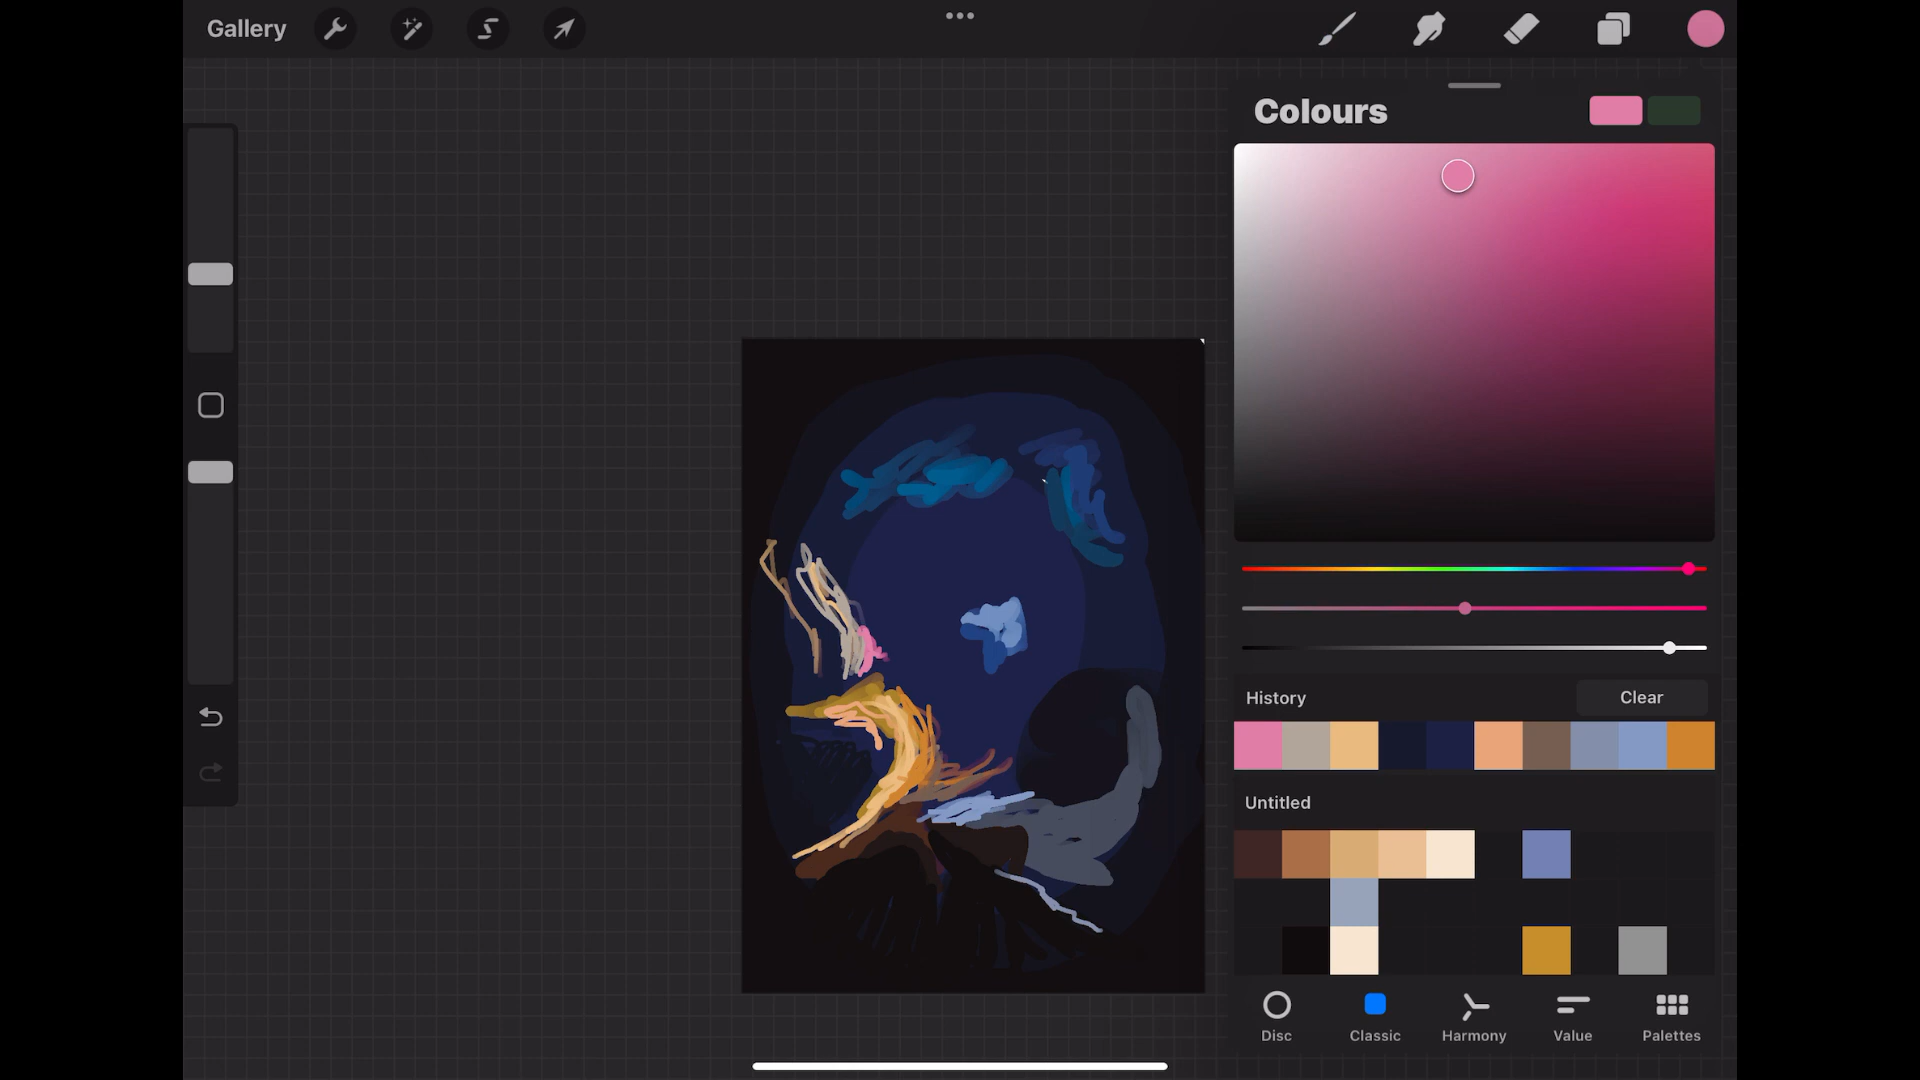 Gallery
Colours
History
Clear
Untitled
Disc
Classic
Harmony
Value
Palettes